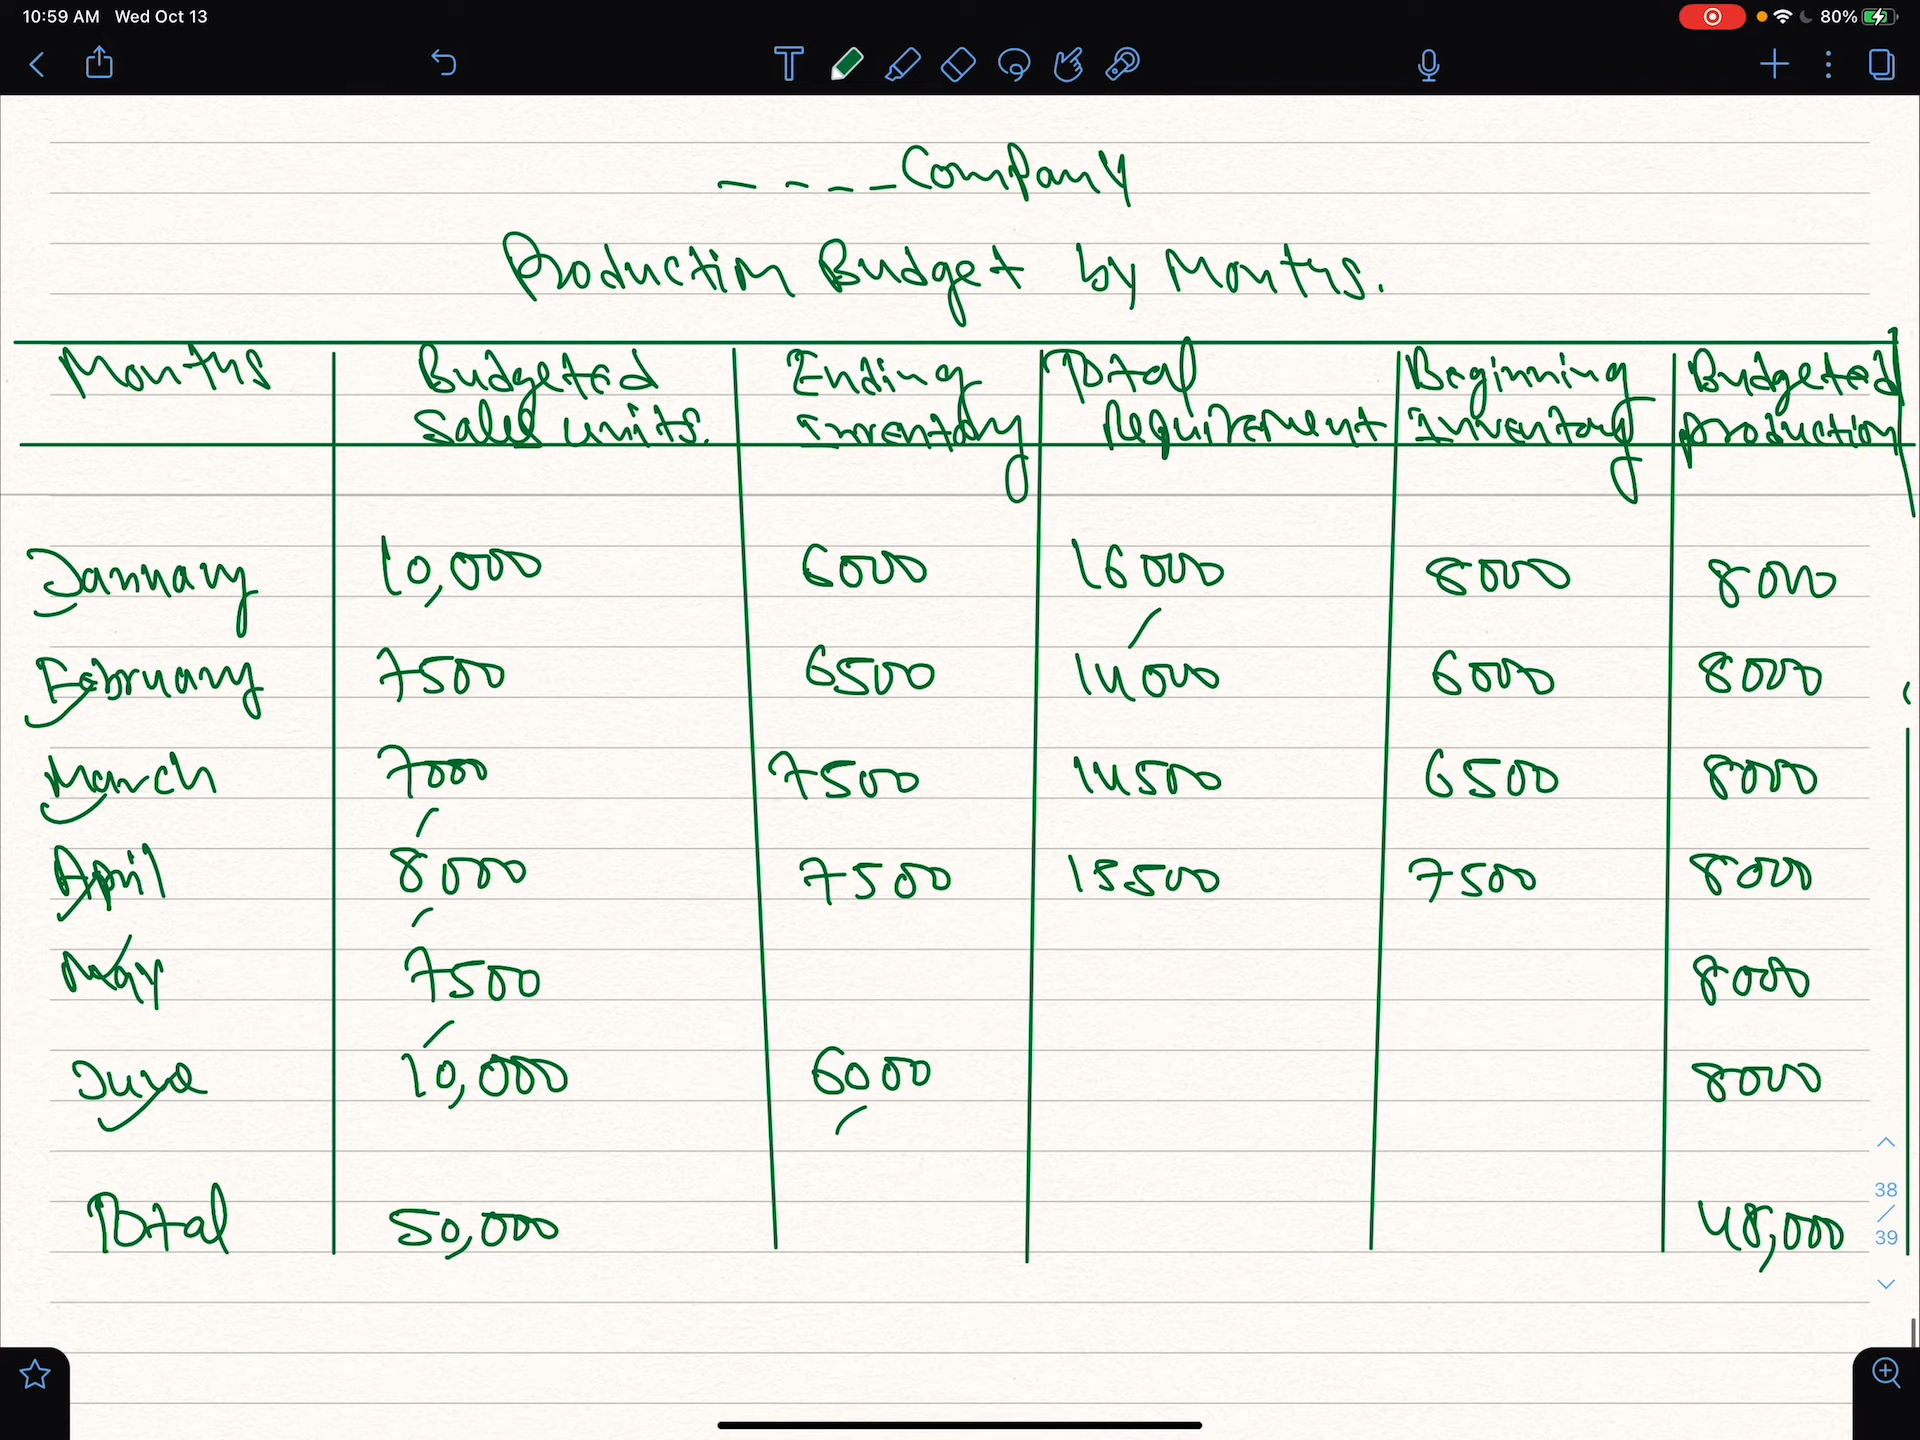 10:59 AM Wed Oct 13 80%
T
----Company
Production Budget by Months.
Months Budgeted Ending Total Beginning Budgeted
Sales units. Inventory Requirement Inventory production
January 10,000 6000 16000 8000 8000
February 7500 6500 14000 6000 8000
March 7000 7500 14500 6500 8000
April 8000 7500 15500 7500 8000
May 7500 8000
June 10,000 6000 8000
38
/
39
Total 50,000 48,000